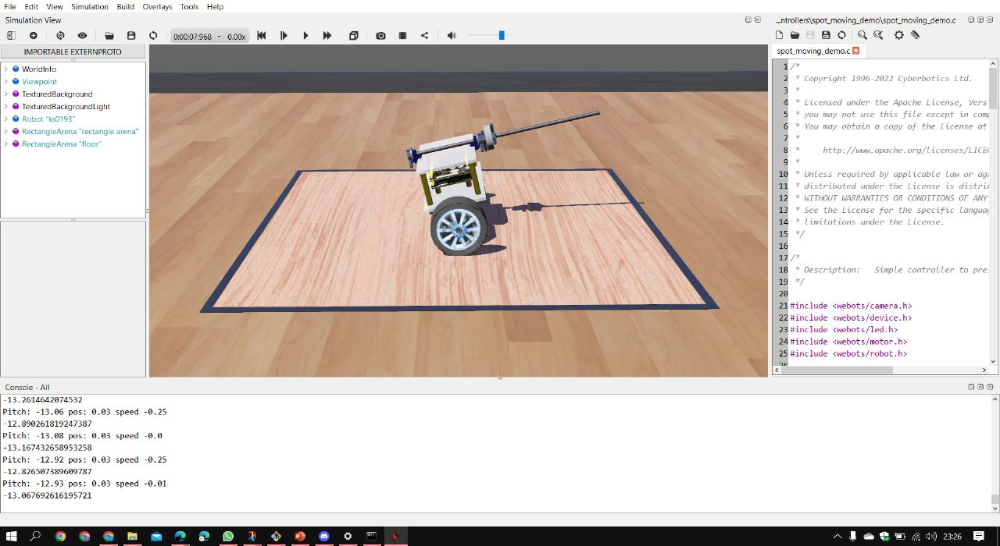 File Edit View Simulation Build Overlays Tools Help
Simulation View
...ntrollers\spot_moving_demo\spot_moving_demo.c
0:00:07:968 - 0.00x
IMPORTABLE EXTERNPROTO
spot_moving_demo.c
WorldInfo
Viewpoint
TexturedBackground
TexturedBackgroundLight
Robot "ks0193"
RectangleArena "rectangle arena"
RectangleArena "floor"
1 /*
2 * Copyright 1996-2022 Cyberbotics Ltd.
3 *
4 * Licensed under the Apache License, Vers
5 * you may not use this file except in comp
6 * You may obtain a copy of the License at
7 *
8 * http://www.apache.org/licenses/LICEN
9 *
10 * Unless required by applicable law or agr
11 * distributed under the License is distrib
12 * WITHOUT WARRANTIES OR CONDITIONS OF ANY
13 * See the License for the specific languag
14 * limitations under the License.
15 */
16
17 /*
18 * Description: Simple controller to pres
19 */
20
21 #include <webots/camera.h>
22 #include <webots/device.h>
23 #include <webots/led.h>
24 #include <webots/motor.h>
25 #include <webots/robot.h>
26
Console - All
-13.2614642074532
Pitch: -13.06 pos: 0.03 speed -0.25
-12.890261819247387
Pitch: -13.08 pos: 0.03 speed -0.0
-13.167432658953258
Pitch: -12.92 pos: 0.03 speed -0.25
-12.826507389609787
Pitch: -12.93 pos: 0.03 speed -0.01
-13.067692616195721
23:26